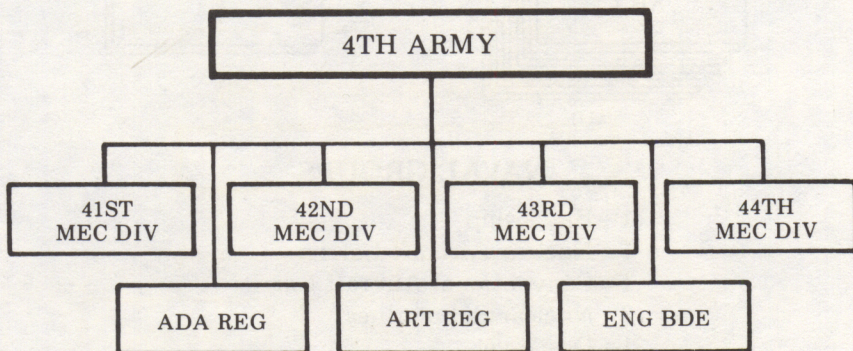 4TH ARMY
41ST
MEC DIV
42ND
MEC DIV
43RD
MEC DIV
44TH
MEC DIV
ADA REG
ART REG
ENG BDE